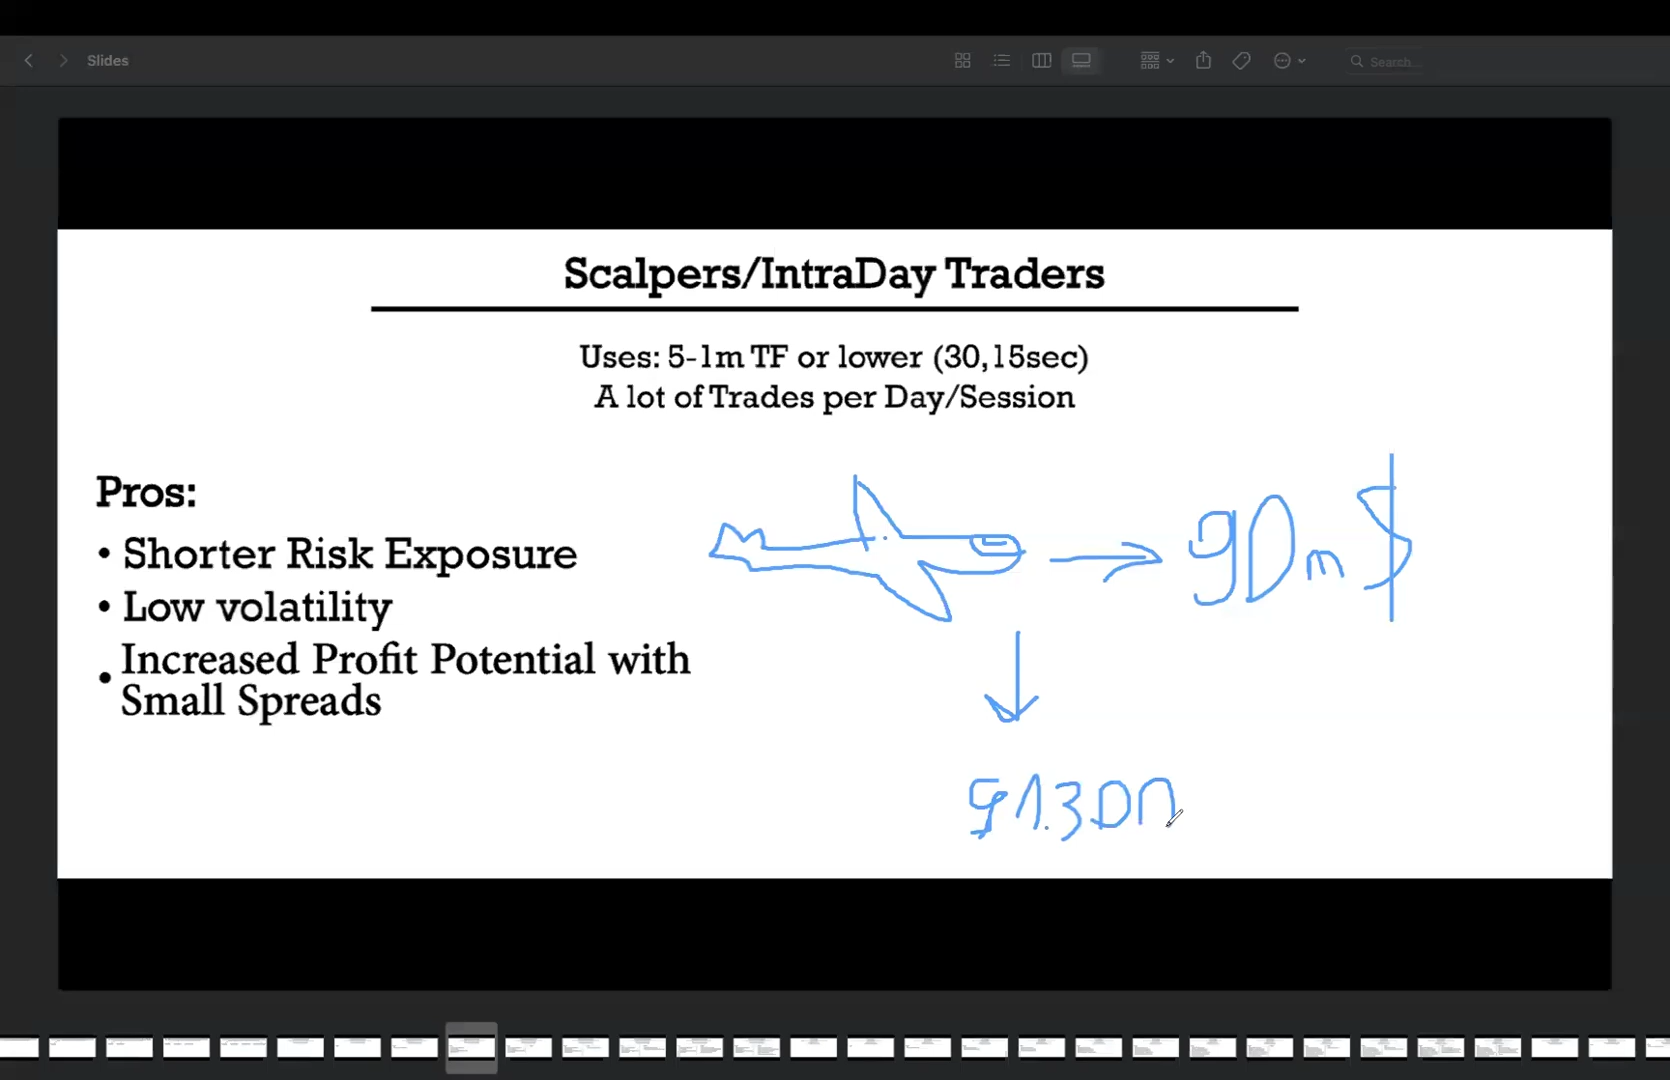 Slides
Search...
Scalpers/IntraDay Traders
Uses: 5-1m TF or lower (30,15sec)
A lot of Trades per Day/Session
Pros:
• Shorter Risk Exposure
• Low volatility
• Increased Profit Potential with
Small Spreads
90m $